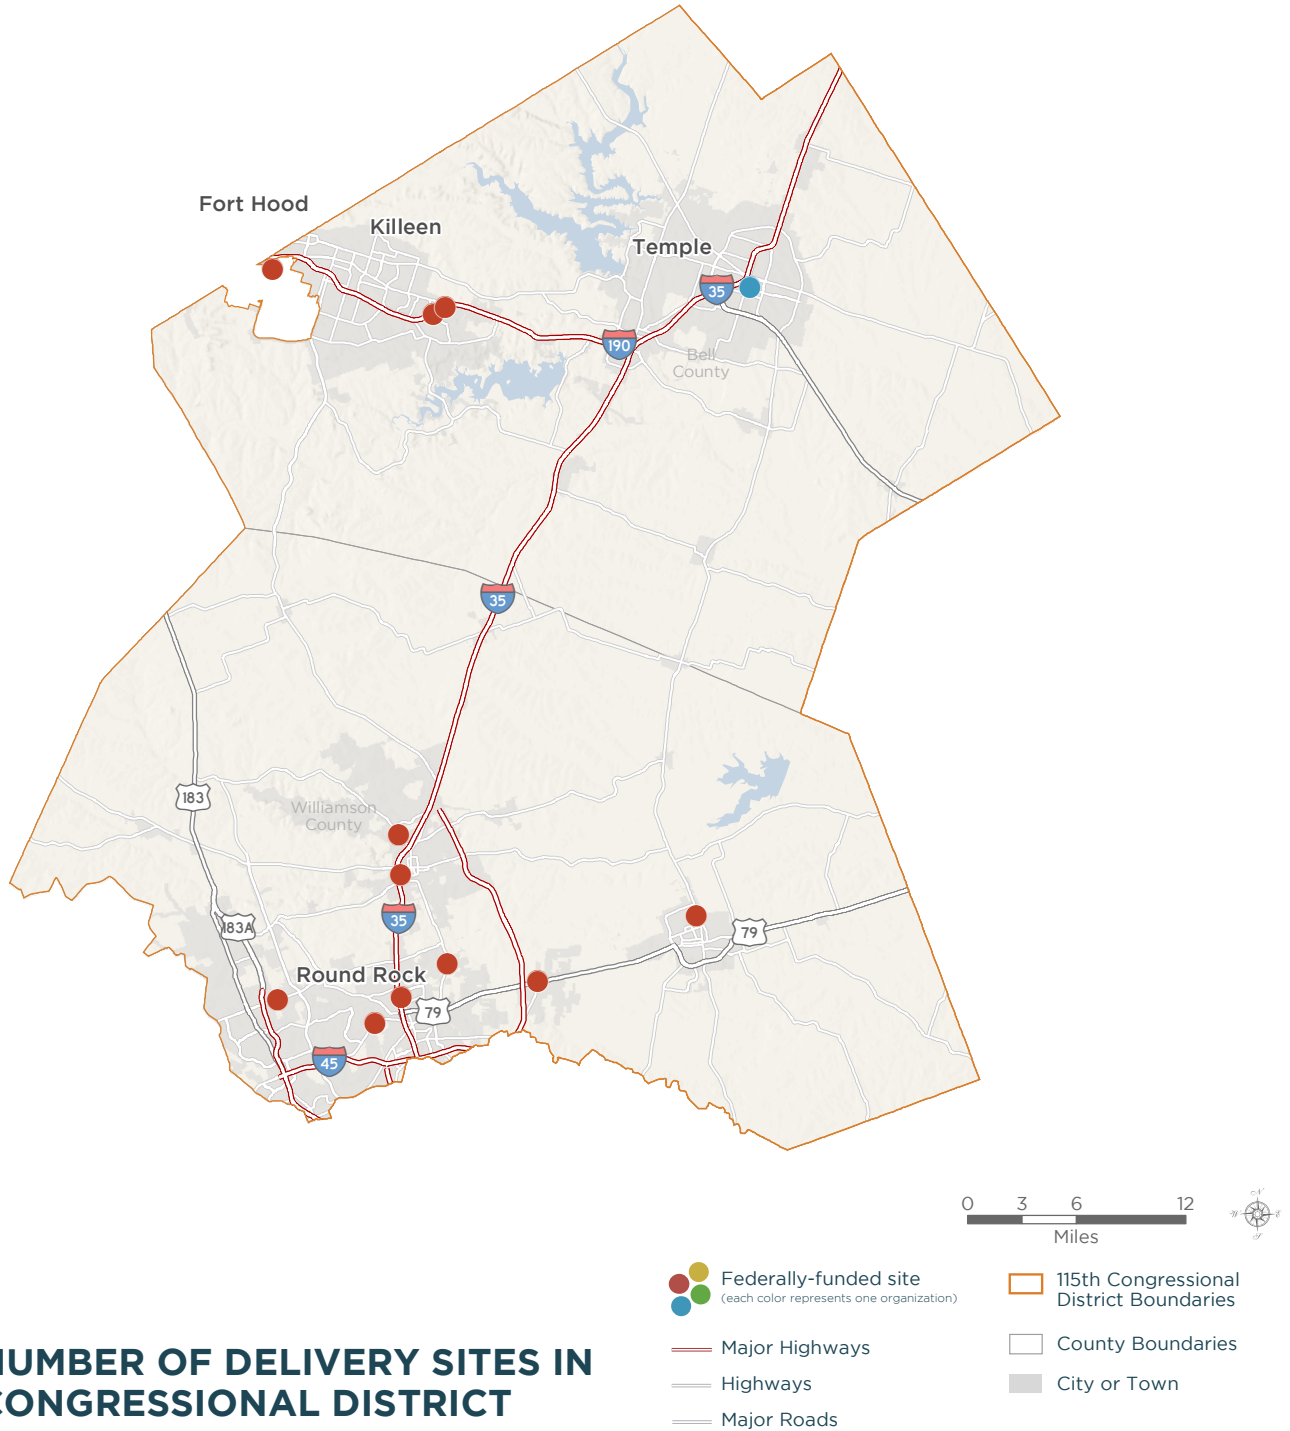 Fort Hood
Killeen
Temple
35
190
Bell
County
35
183
Williamson
County
35
183A
79
Round Rock
79
45
0 3 6 12
Miles
N
W E
S
Federally-funded site
(each color represents one organization)
Major Highways
Highways
Major Roads
115th Congressional
District Boundaries
County Boundaries
City or Town
NUMBER OF DELIVERY SITES IN
CONGRESSIONAL DISTRICT